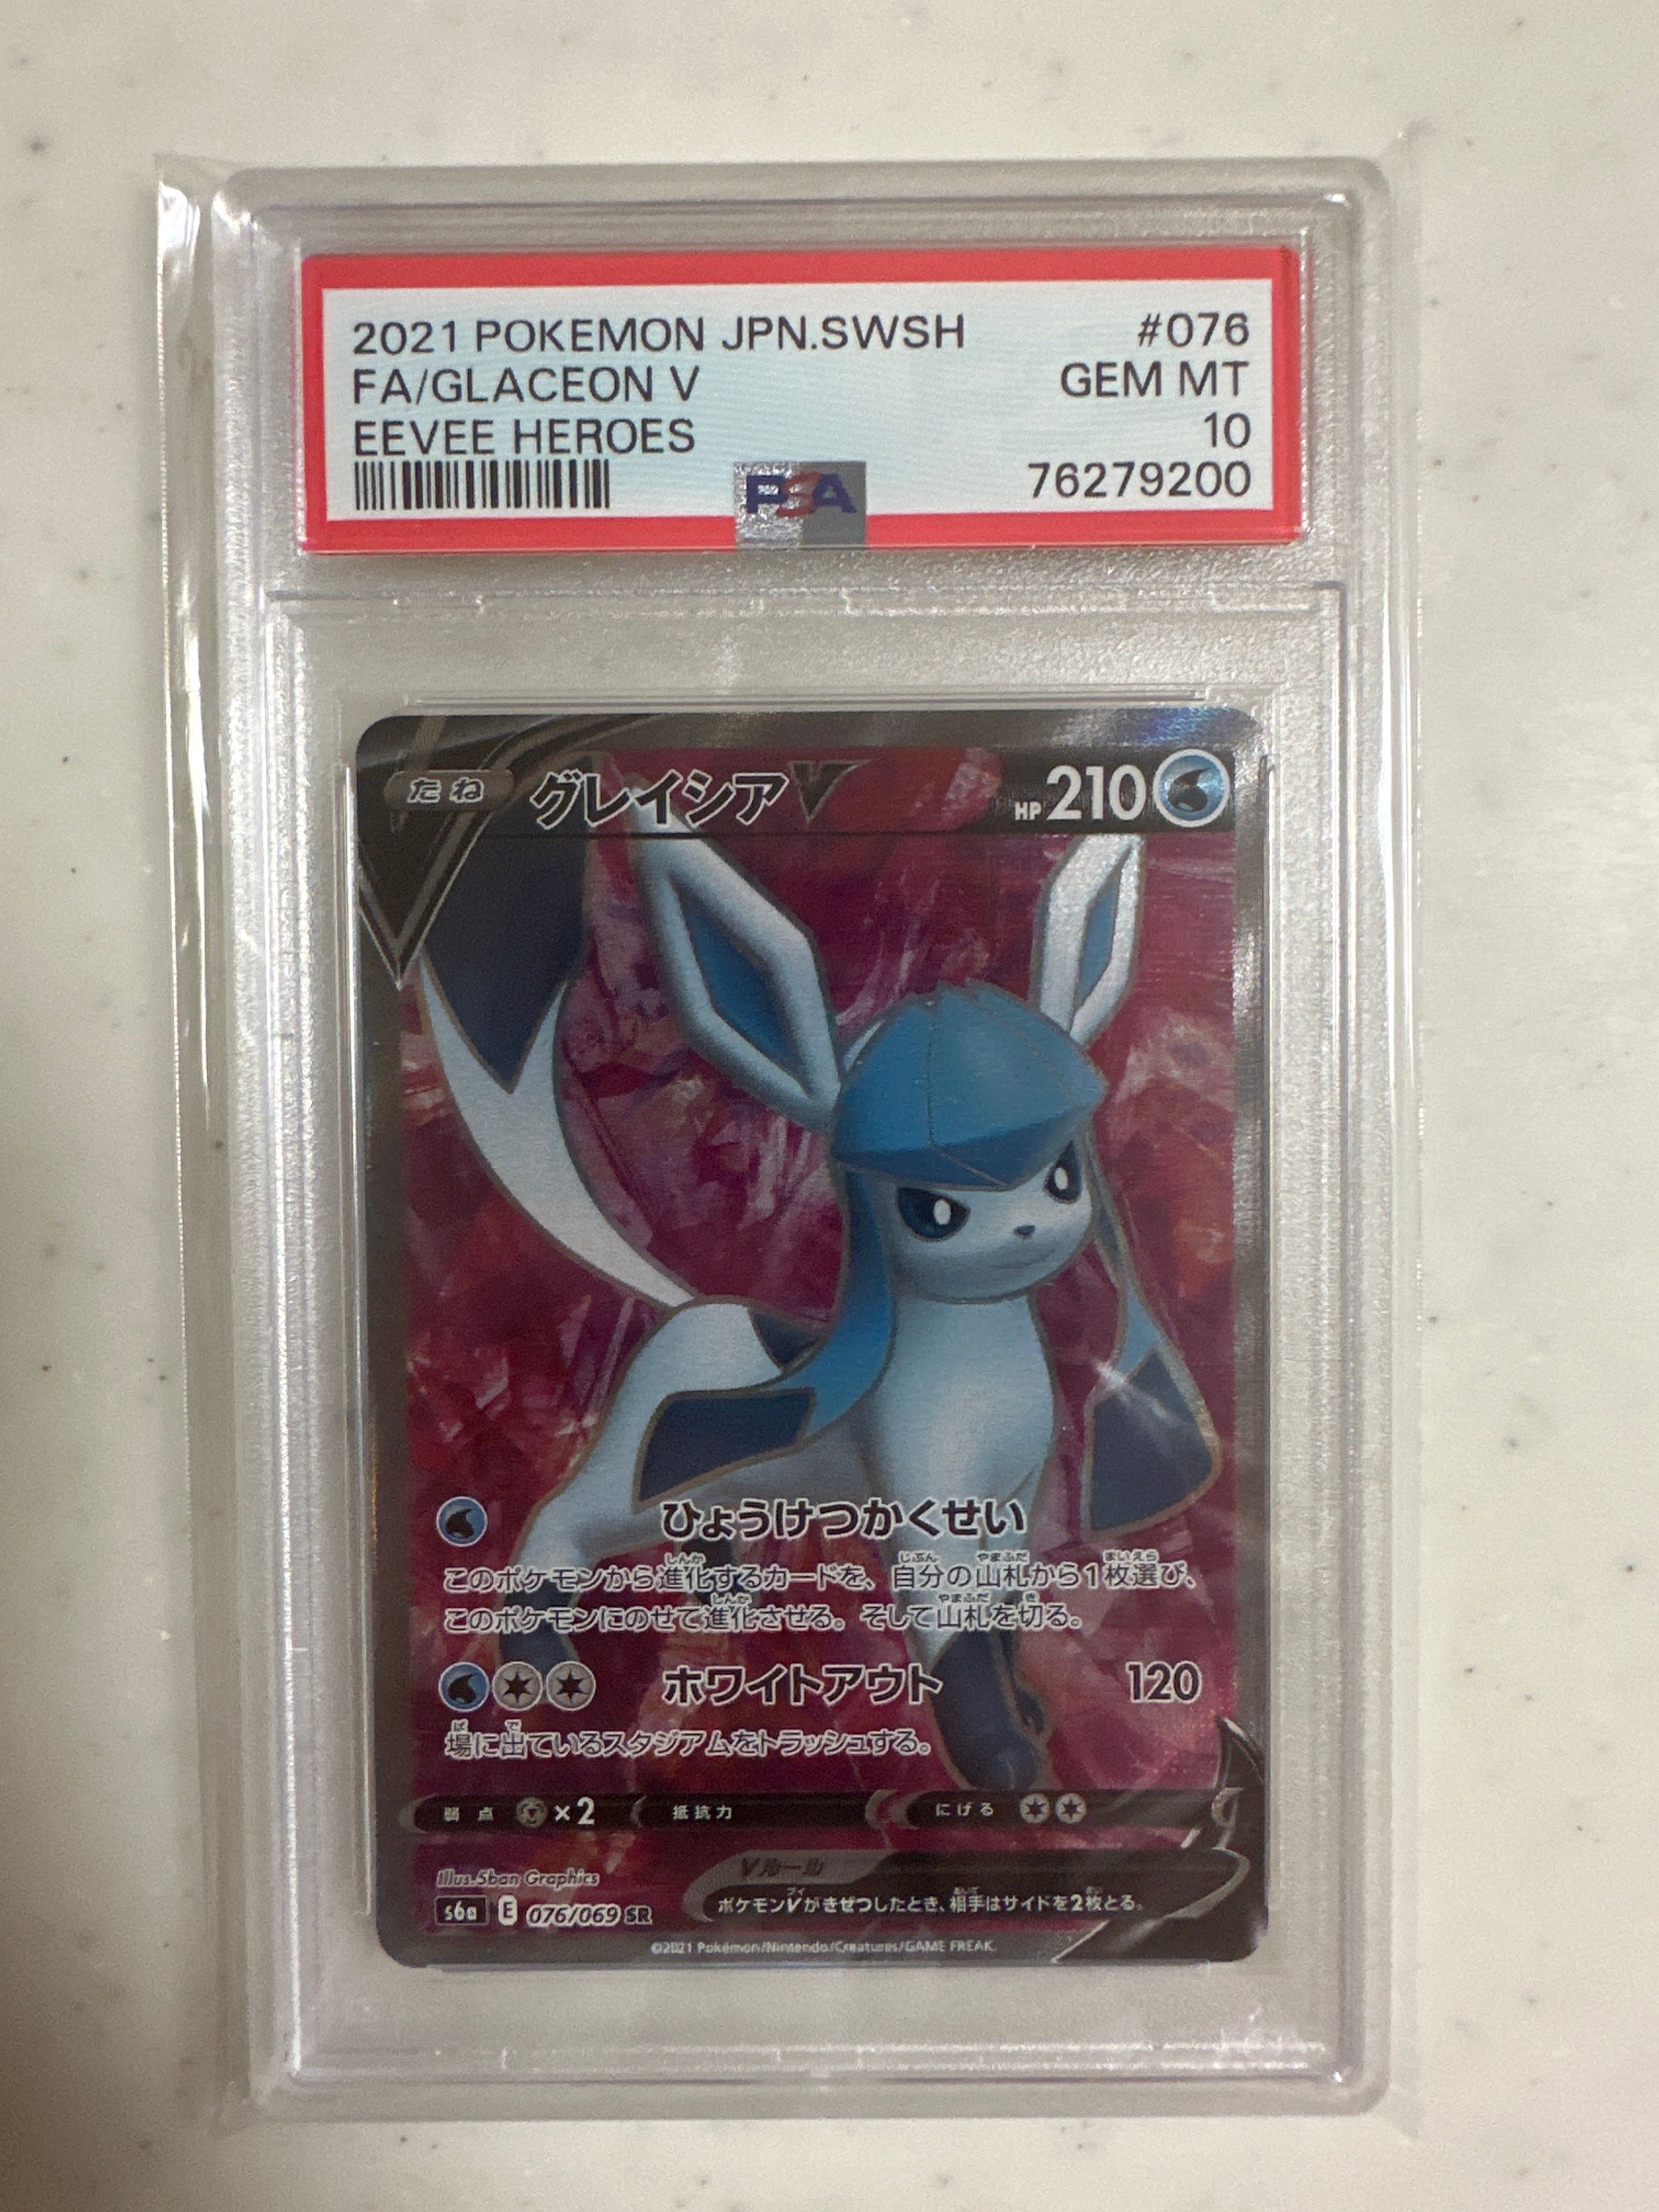 2021 POKEMON JPN.SWSH #076
FA/GLACEON V GEM MT
EEVEE HEROES 10
PSA 76279200
たね グレイシアV HP210
ひょうけつかくせい
このポケモンから進化するカードを、自分の山札から1枚選び、
このポケモンにのせて進化させる。そして山札を切る。
ホワイトアウト 120
場に出ているスタジアムをトラッシュする。
弱点 ×2 抵抗力 にげる
Illus.5ban Graphics
Vルール
ポケモンVがきぜつしたとき、相手はサイドを2枚とる。
s6a E 076/069 SR
©2021 Pokémon/Nintendo/Creatures/GAME FREAK.